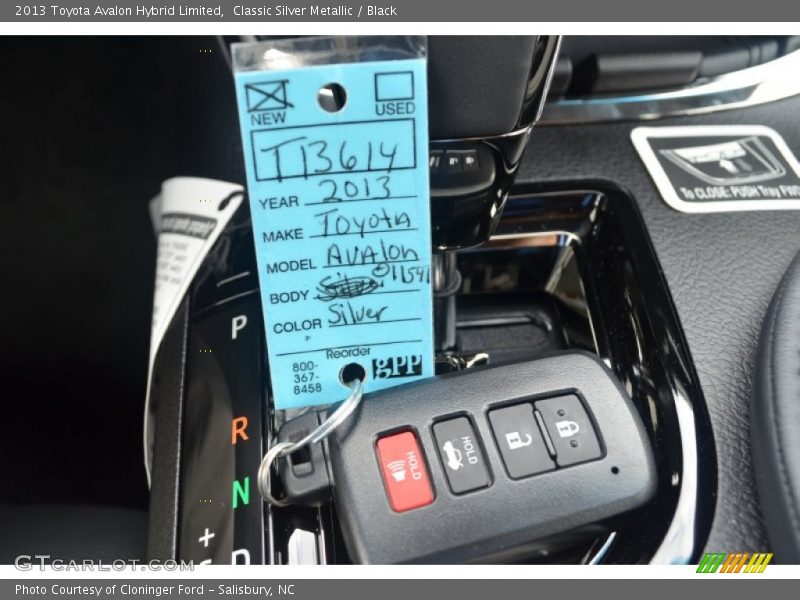 2013 Toyota Avalon Hybrid Limited,  Classic Silver Metallic / Black
NEW
USED
T13614
YEAR 2013
MAKE Toyota
MODEL AVAlon
011541
BODY
COLOR Silver
Reorder
800-
367-
8458
gpp
To CLOSE: PUSH Tray FWD
P
R
N
+
D
HOLD
HOLD
GTCarLot.com
Photo Courtesy of Cloninger Ford - Salisbury, NC